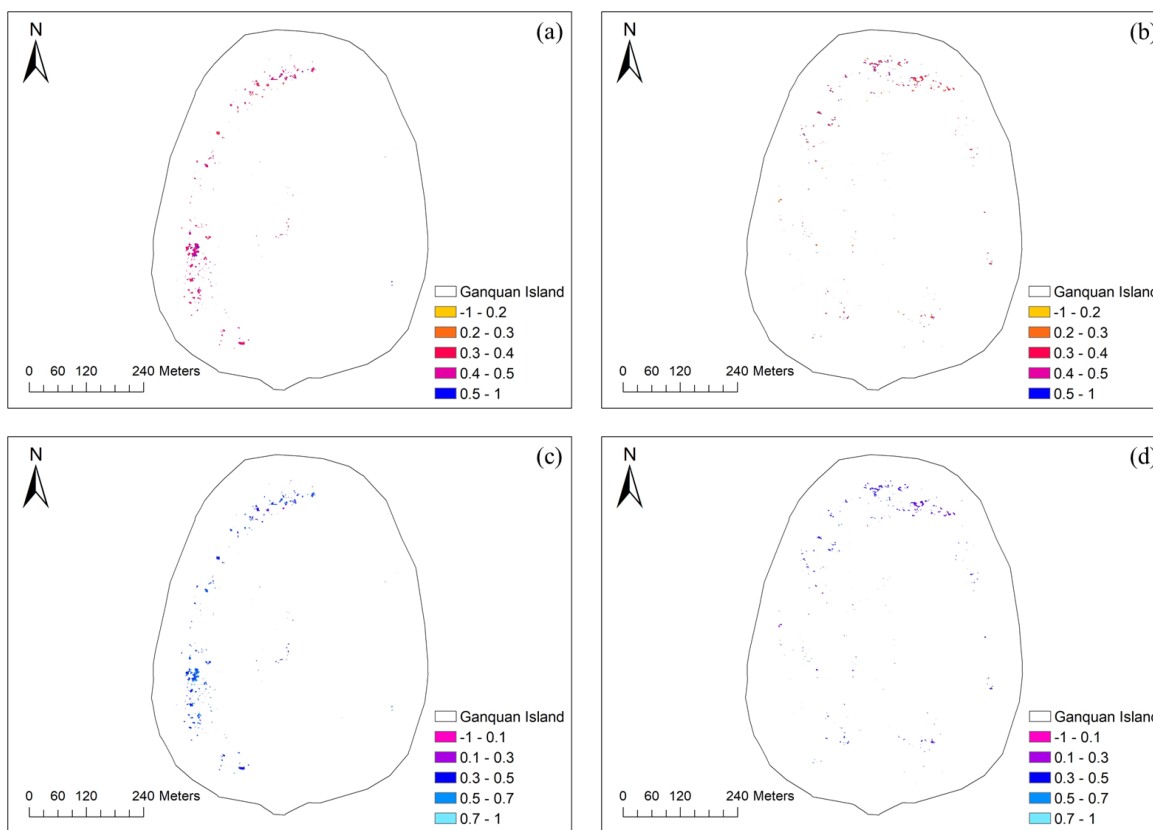 N
(a)
Ganquan Island
-1 - 0.2
0.2 - 0.3
0.3 - 0.4
0.4 - 0.5
0.5 - 1
0 60 120 240 Meters
N
(b)
Ganquan Island
-1 - 0.2
0.2 - 0.3
0.3 - 0.4
0.4 - 0.5
0.5 - 1
0 60 120 240 Meters
N
(c)
Ganquan Island
-1 - 0.1
0.1 - 0.3
0.3 - 0.5
0.5 - 0.7
0.7 - 1
0 60 120 240 Meters
N
(d)
Ganquan Island
-1 - 0.1
0.1 - 0.3
0.3 - 0.5
0.5 - 0.7
0.7 - 1
0 60 120 240 Meters